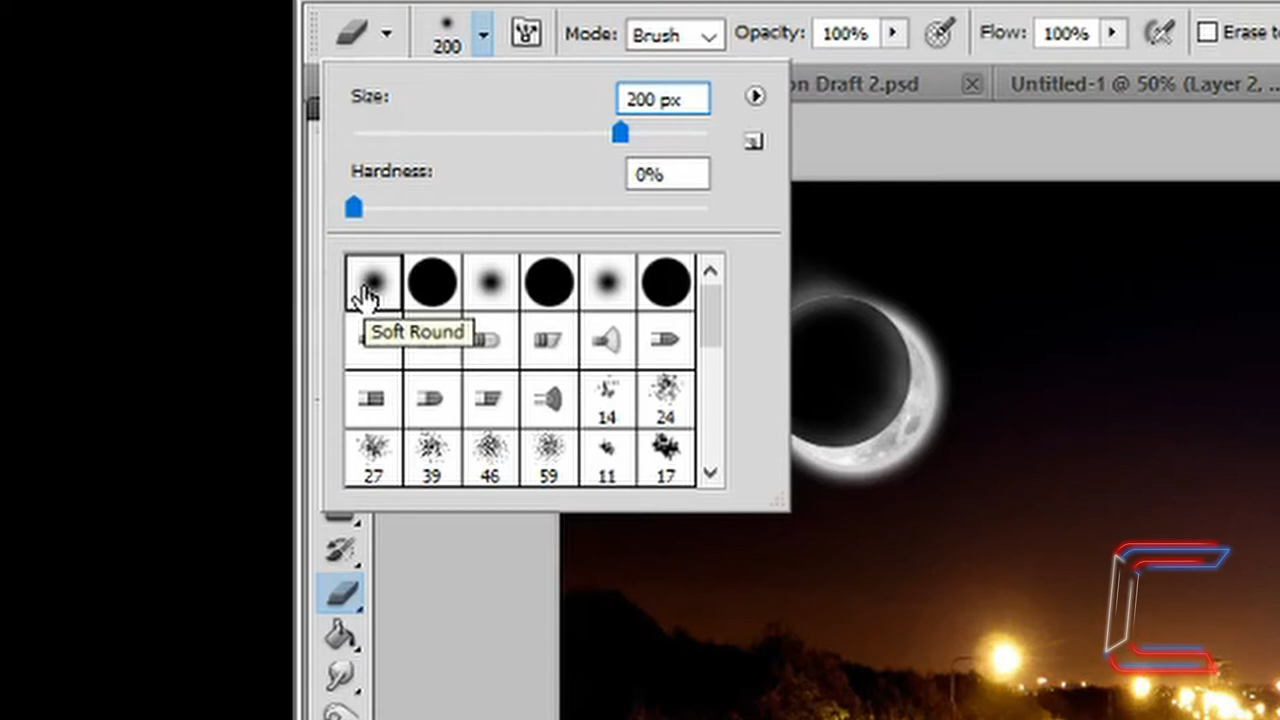 200
Mode: Brush
Opacity: 100%
Flow: 100%
Erase to
on Draft 2.psd
Untitled-1 @ 50% (Layer 2, ...
Size: 200 px
Hardness: 0%
Soft Round
14 24
27 39 46 59 11 17